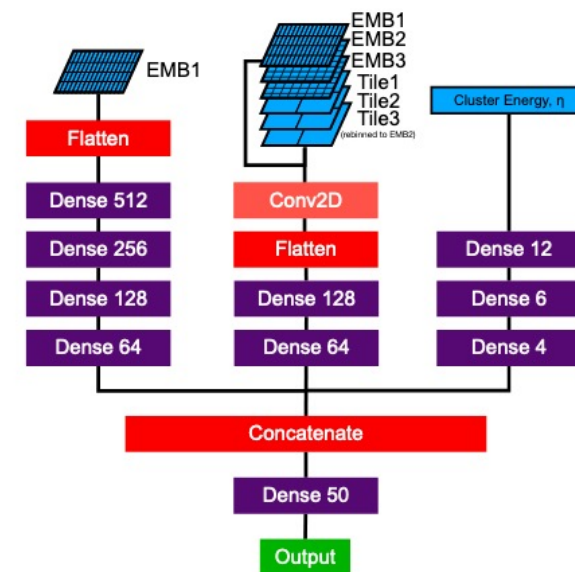 EMB1
Flatten
Dense 512
Dense 256
Dense 128
Dense 64
EMB1
EMB2
EMB3
Tile1
Tile2
Tile3
(rebinned to EMB2)
Conv2D
Flatten
Dense 128
Dense 64
Cluster Energy, η
Dense 12
Dense 6
Dense 4
Concatenate
Dense 50
Output